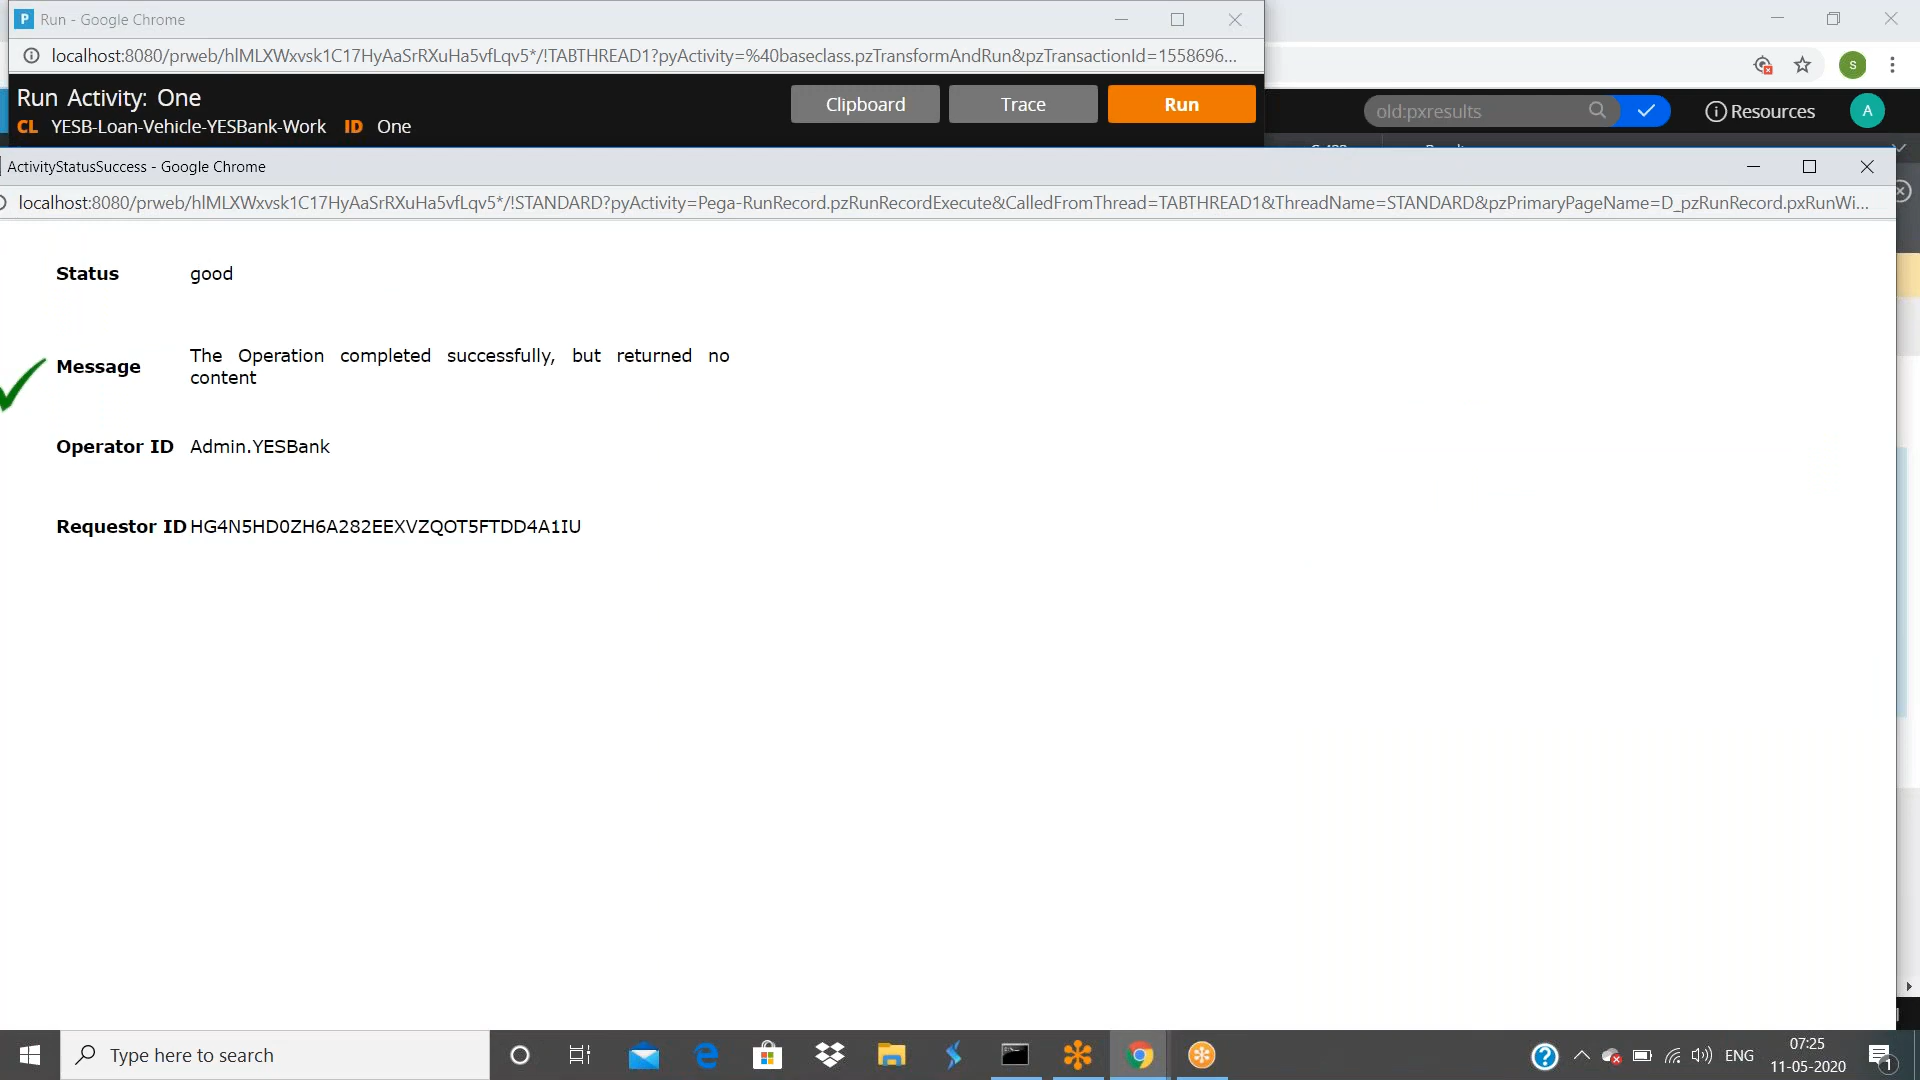 P Run - Google Chrome
localhost:8080/prweb/hlMLXWxvsk1C17HyAaSrRXuHa5vfLqv5*/!TABTHREAD1?pyActivity=%40baseclass.pzTransformAndRun&pzTransactionId=1558696...
S
Run Activity: One
Clipboard
Trace
Run
old:pxresults
Resources
A
CL YESB-Loan-Vehicle-YESBank-Work ID One
ActivityStatusSuccess - Google Chrome
localhost:8080/prweb/hlMLXWxvsk1C17HyAaSrRXuHa5vfLqv5*/!STANDARD?pyActivity=Pega-RunRecord.pzRunRecordExecute&CalledFromThread=TABTHREAD1&ThreadName=STANDARD&pzPrimaryPageName=D_pzRunRecord.pxRunWi...
Status good
Message The Operation completed successfully, but returned no
content
Operator ID Admin.YESBank
Requestor ID HG4N5HD0ZH6A282EEXVZQOT5FTDD4A1IU
Type here to search
ENG
07:25
11-05-2020
1